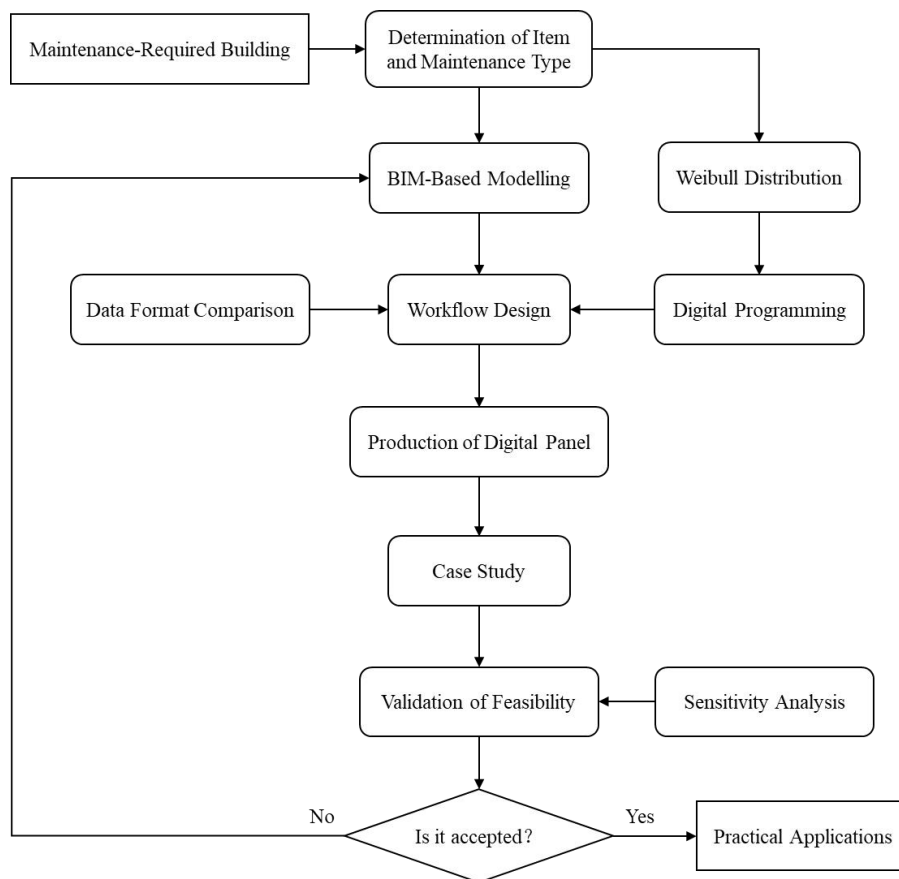 Maintenance-Required Building
Determination of Item
and Maintenance Type
BIM-Based Modelling
Weibull Distribution
Data Format Comparison
Workflow Design
Digital Programming
Production of Digital Panel
Case Study
Validation of Feasibility
Sensitivity Analysis
No
Is it accepted?
Yes
Practical Applications